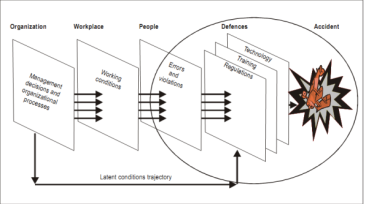 Organization Workplace People Defences Accident
Management
decisions and
organizational
processes
Working
conditions
Errors
and
violations
Technology
Training
Regulations
Latent conditions trajectory